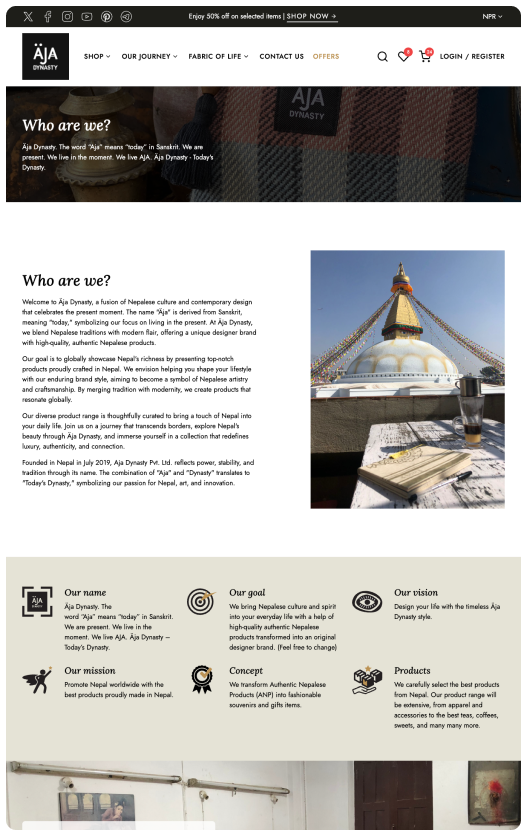 Enjoy 50% off on selected items | SHOP NOW →
NPR
ÄJA
DYNASTY
SHOP
OUR JOURNEY
FABRIC OF LIFE
CONTACT US
OFFERS
LOGIN / REGISTER
ÄJA
DYNASTY
Who are we?
Äja Dynasty. The word "Äja" means "today" in Sanskrit. We are
present. We live in the moment. We live AJA. Äja Dynasty - Today's
Dynasty.
Who are we?
Welcome to Äja Dynasty, a fusion of Nepalese culture and contemporary design
that celebrates the present moment. The name "Äja" is derived from Sanskrit,
meaning "today," symbolizing our focus on living in the present. At Äja Dynasty,
we blend Nepalese traditions with modern flair, offering a unique designer brand
with high-quality, authentic Nepalese products.
Our goal is to globally showcase Nepal's richness by presenting top-notch
products proudly crafted in Nepal. We envision helping you shape your lifestyle
with our enduring brand style, aiming to become a symbol of Nepalese artistry
and craftsmanship. By merging tradition with modernity, we create products that
resonate globally.
Our diverse product range is thoughtfully curated to bring a touch of Nepal into
your daily life. Join us on a journey that transcends borders, explore Nepal's
beauty through Äja Dynasty, and immerse yourself in a collection that redefines
luxury, authenticity, and connection.
Founded in Nepal in July 2019, Aja Dynasty Pvt. Ltd. reflects power, stability, and
tradition through its name. The combination of "Aja" and "Dynasty" translates to
"Today's Dynasty," symbolizing our passion for Nepal, art, and innovation.
ÄJA
Our name
Äja Dynasty. The
word "Äja" means "today" in Sanskrit.
We are present. We live in the
moment. We live AJA. Äja Dynasty –
Today's Dynasty.
Our goal
We bring Nepalese culture and spirit
into your everyday life with a help of
high-quality authentic Nepalese
products transformed into an original
designer brand. (Feel free to change)
Our vision
Design your life with the timeless Äja
Dynasty style.
Our mission
Promote Nepal worldwide with the
best products proudly made in Nepal.
Concept
We transform Authentic Nepalese
Products (ANP) into fashionable
souvenirs and gifts items.
Products
We carefully select the best products
from Nepal. Our product range will
be extensive, from apparel and
accessories to the best teas, coffees,
sweets, and many many more.